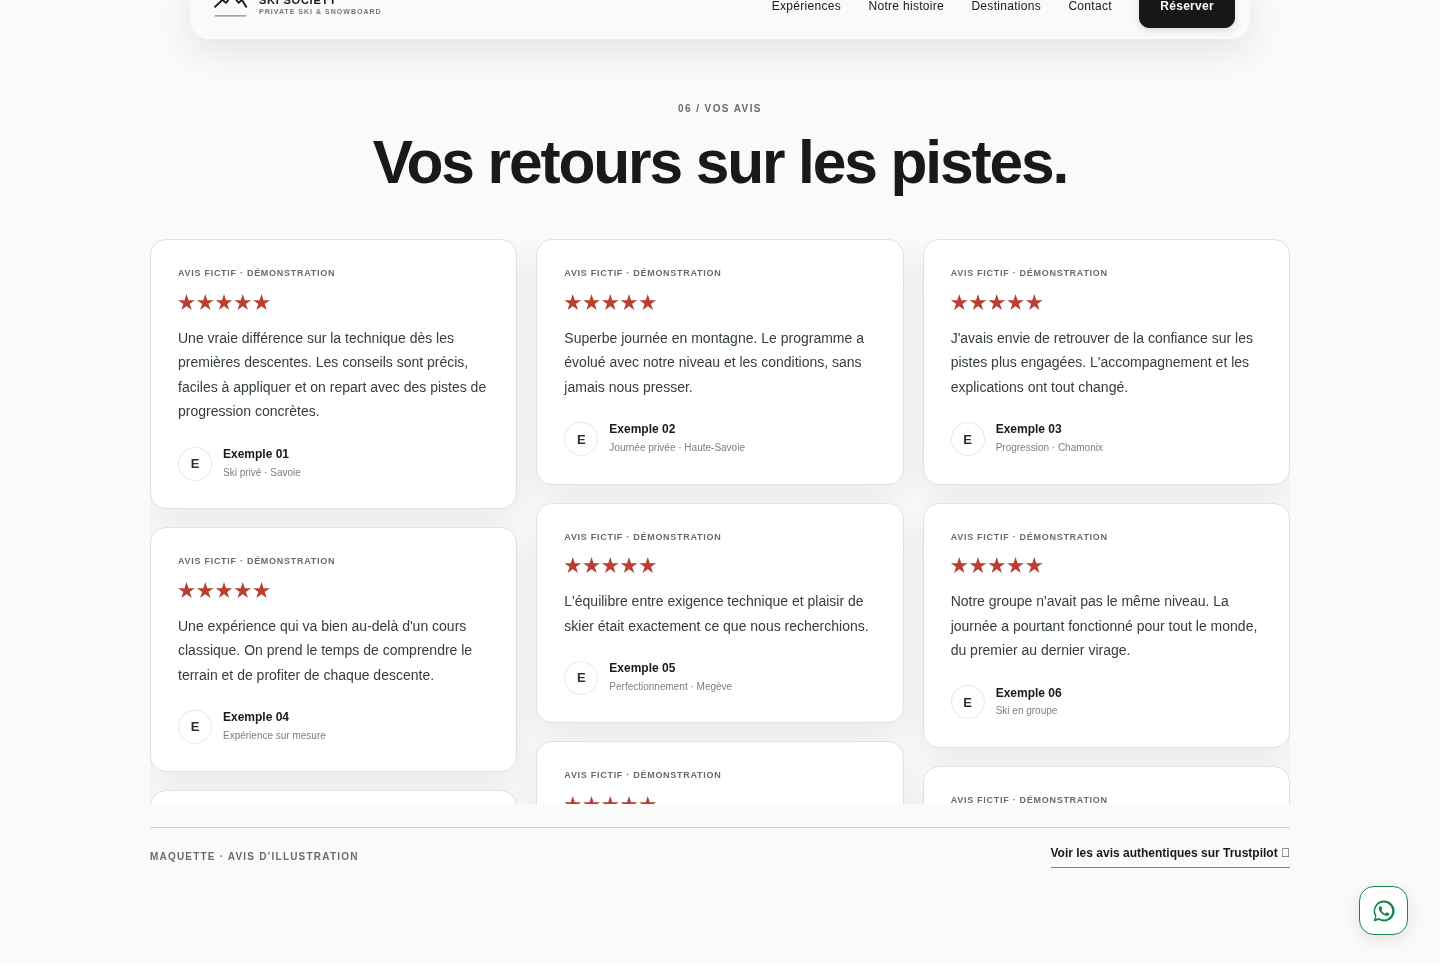 SKI SOCIETY
PRIVATE SKI & SNOWBOARD
Expériences
Notre histoire
Destinations
Contact
Réserver
06 / VOS AVIS
Vos retours sur les pistes.
AVIS FICTIF · DÉMONSTRATION
★★★★★
Une vraie différence sur la technique dès les
premières descentes. Les conseils sont précis,
faciles à appliquer et on repart avec des pistes de
progression concrètes.
E
Exemple 01
Ski privé · Savoie
AVIS FICTIF · DÉMONSTRATION
★★★★★
Une expérience qui va bien au-delà d'un cours
classique. On prend le temps de comprendre le
terrain et de profiter de chaque descente.
E
Exemple 04
Expérience sur mesure
AVIS FICTIF · DÉMONSTRATION
★★★★★
Superbe journée en montagne. Le programme a
évolué avec notre niveau et les conditions, sans
jamais nous presser.
E
Exemple 02
Journée privée · Haute-Savoie
AVIS FICTIF · DÉMONSTRATION
★★★★★
L'équilibre entre exigence technique et plaisir de
skier était exactement ce que nous recherchions.
E
Exemple 05
Perfectionnement · Megève
AVIS FICTIF · DÉMONSTRATION
★★★★★
AVIS FICTIF · DÉMONSTRATION
★★★★★
J'avais envie de retrouver de la confiance sur les
pistes plus engagées. L'accompagnement et les
explications ont tout changé.
E
Exemple 03
Progression · Chamonix
AVIS FICTIF · DÉMONSTRATION
★★★★★
Notre groupe n'avait pas le même niveau. La
journée a pourtant fonctionné pour tout le monde,
du premier au dernier virage.
E
Exemple 06
Ski en groupe
AVIS FICTIF · DÉMONSTRATION
MAQUETTE · AVIS D'ILLUSTRATION
Voir les avis authentiques sur Trustpilot